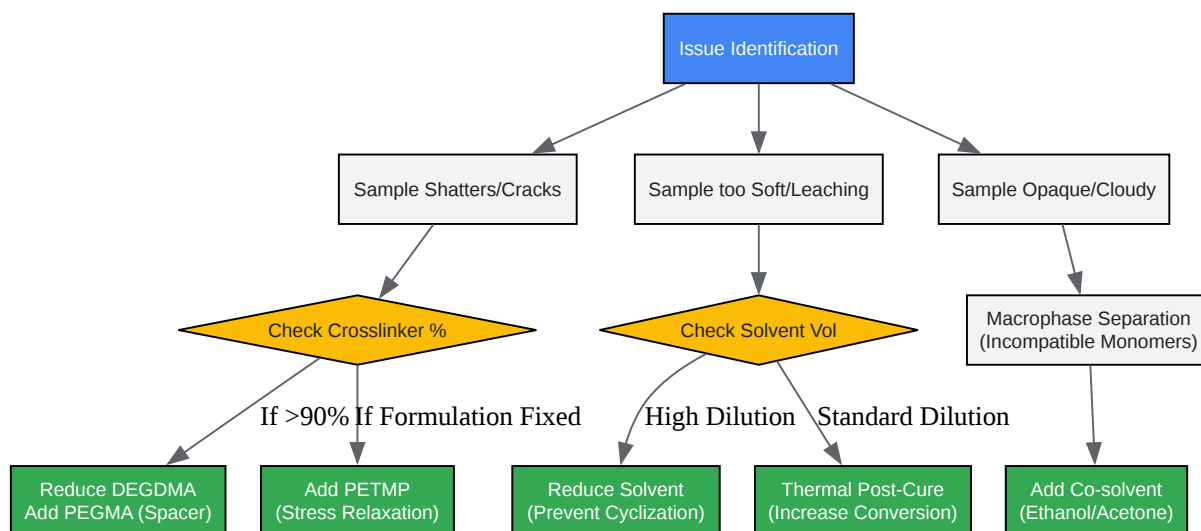 Issue Identification
Sample Shatters/Cracks
Sample too Soft/Leaching
Sample Opaque/Cloudy
Check Crosslinker %
Check Solvent Vol
Macrophase Separation
(Incompatible Monomers)
If >90%
If Formulation Fixed
High Dilution
Standard Dilution
Reduce DEGDMA
Add PEGMA (Spacer)
Add PETMP
(Stress Relaxation)
Reduce Solvent
(Prevent Cyclization)
Thermal Post-Cure
(Increase Conversion)
Add Co-solvent
(Ethanol/Acetone)